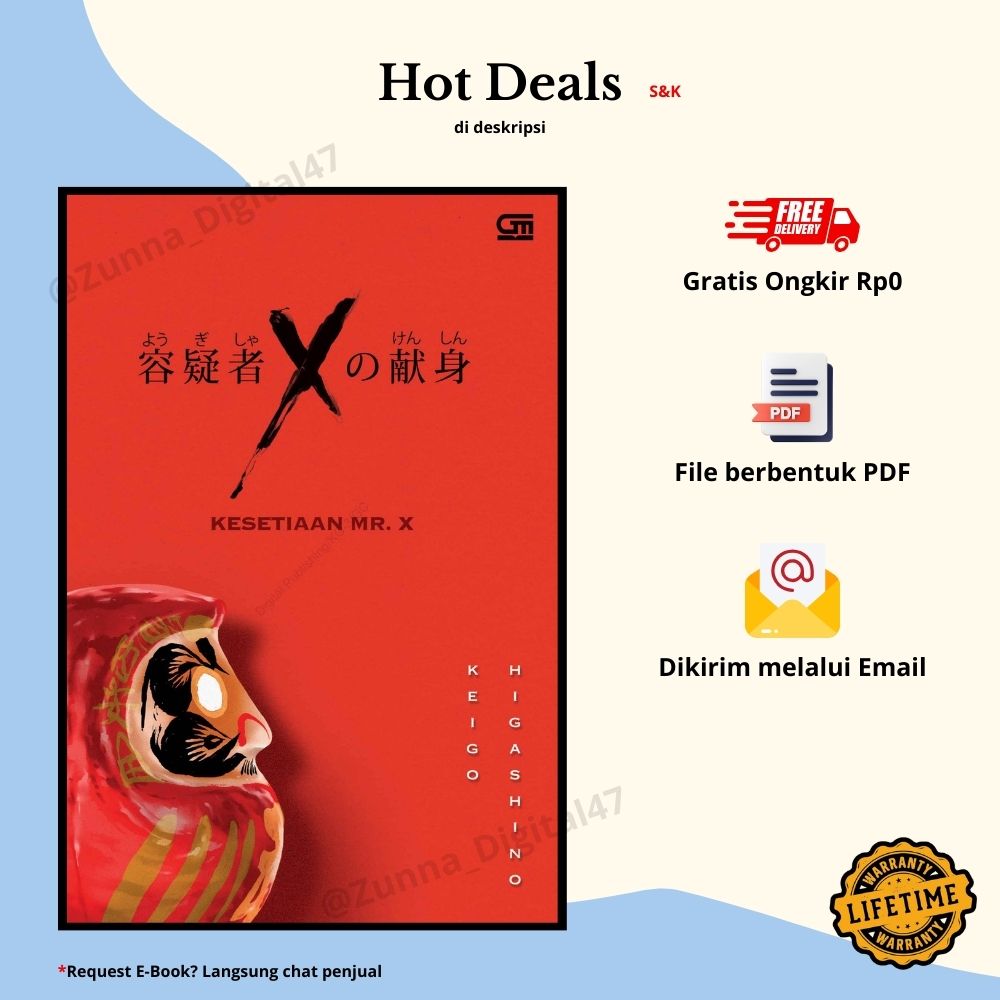 Hot Deals
S&K
di deskripsi
@Zunna_Digital47
GM
よう ぎ しゃ けん しん
容疑者Xの献身
KESETIAAN MR. X
KEIGO
HIGASHINO
@Zunna_Digital47
FREE
DELIVERY
Gratis Ongkir Rp0
PDF
File berbentuk PDF
@
Dikirim melalui Email
WARRANTY
LIFETIME
WARRANTY
*Request E-Book? Langsung chat penjual